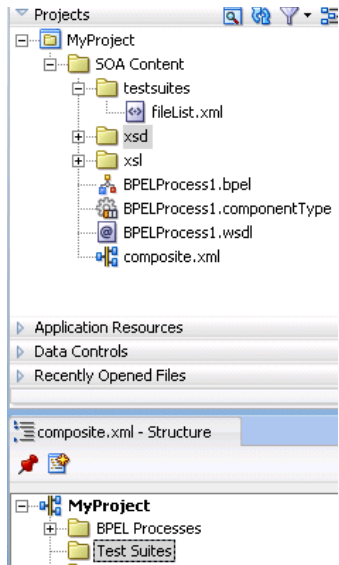 Projects
MyProject
SOA Content
testsuites
fileList.xml
xsd
xsl
BPELProcess1.bpel
BPELProcess1.componentType
BPELProcess1.wsdl
composite.xml
Application Resources
Data Controls
Recently Opened Files
composite.xml - Structure
MyProject
BPEL Processes
Test Suites